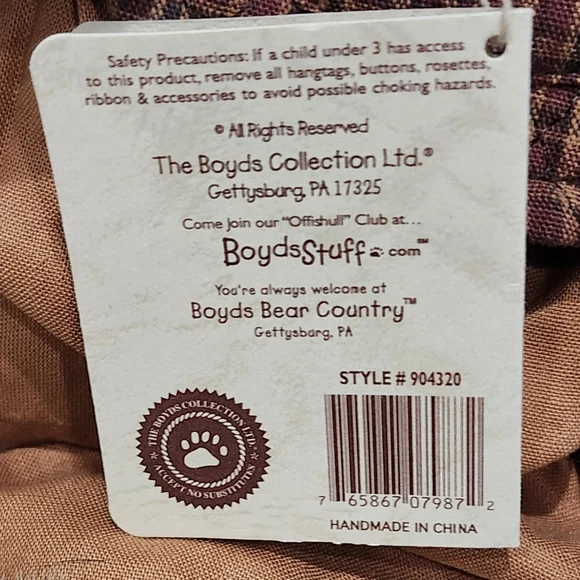 Safety Precautions: If a child under 3 has access
to this product, remove all hangtags, buttons, rosettes,
ribbon & accessories to avoid possible choking hazards.
© All Rights Reserved
The Boyds Collection Ltd.®
Gettysburg, PA 17325
Come Join our "Offishull" Club at...
BoydsStuff.com™
You're always welcome at
Boyds Bear Country™
Gettysburg, PA
STYLE # 904320
THE BOYDS COLLECTION LTD.
ACCEPT NO SUBSTITUTES
7 65867 07987 2
HANDMADE IN CHINA